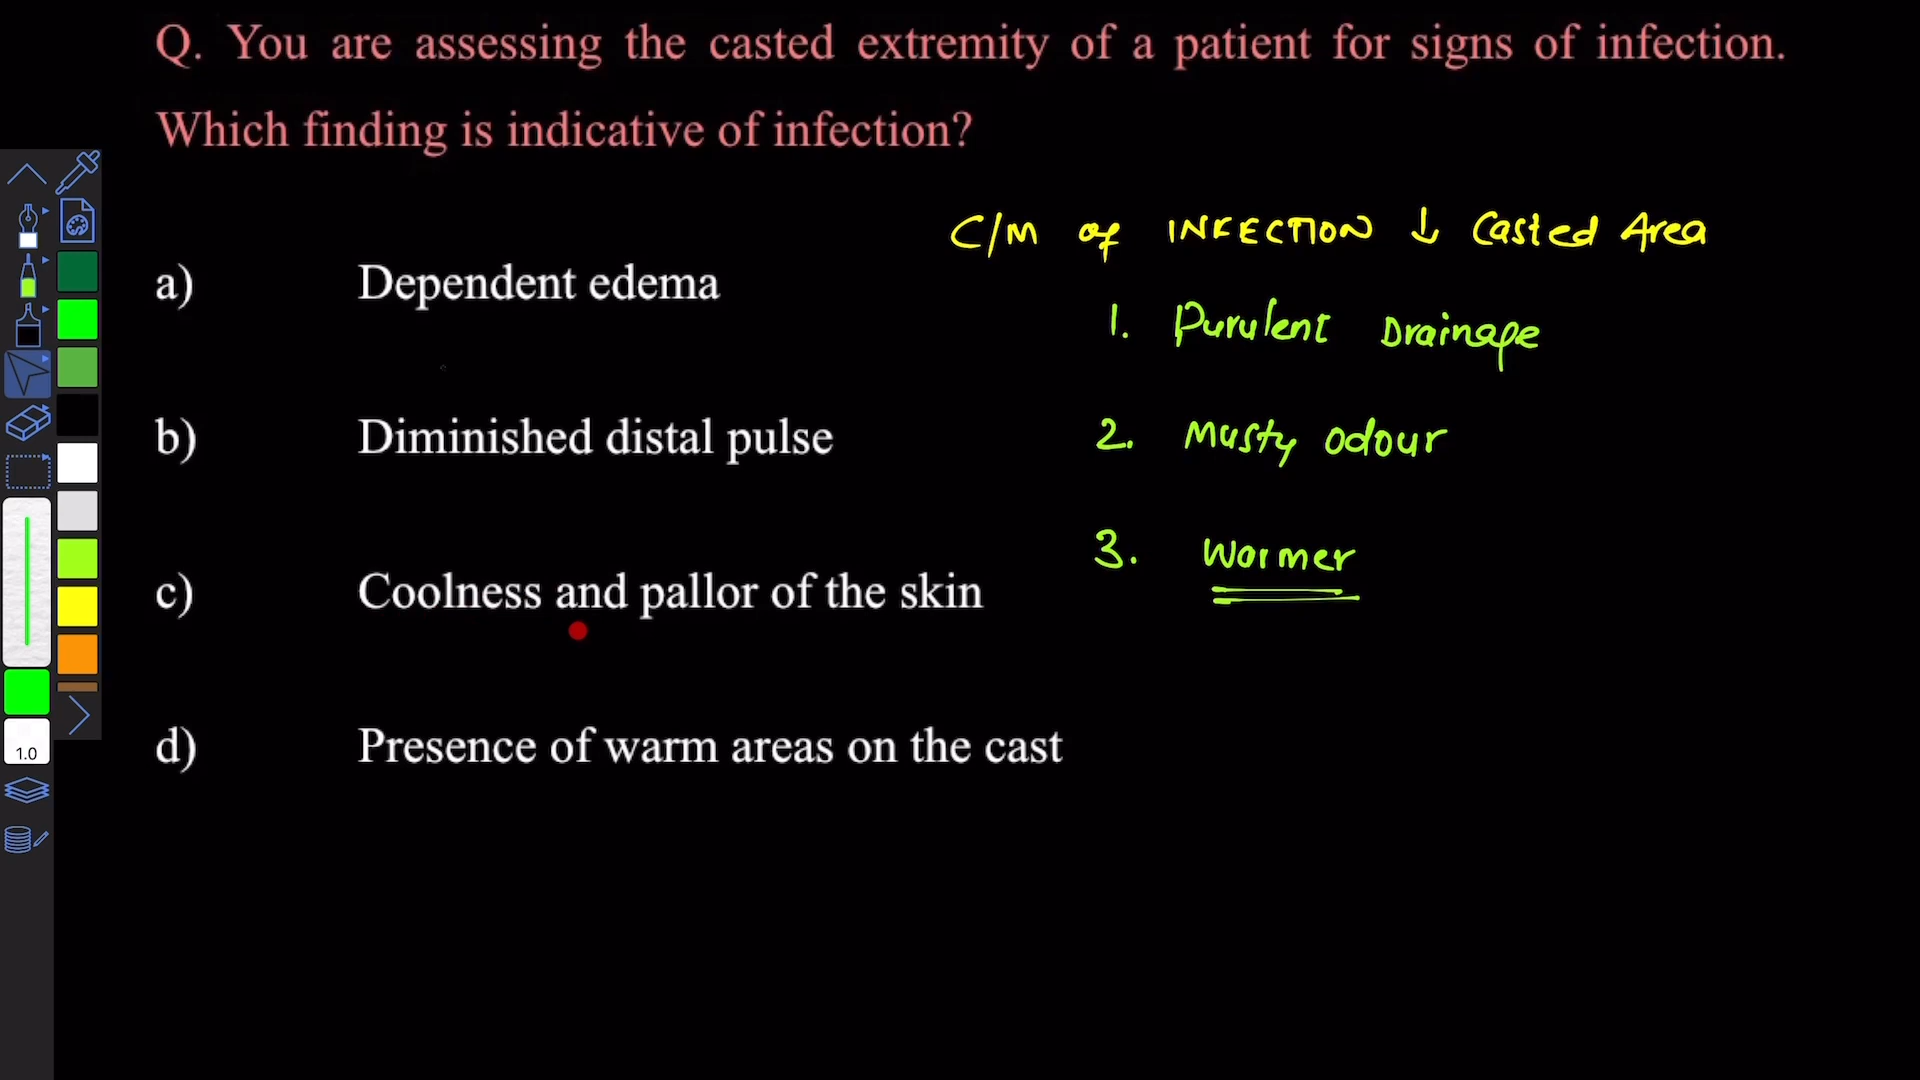 Q. You are assessing the casted extremity of a patient for signs of infection.
Which finding is indicative of infection?
C/M of INFECTION ↓ Casted Area
a) Dependent edema
1. Purulent Drainage
b) Diminished distal pulse
2. Musty odour
3. Warmer
c) Coolness and pallor of the skin
d) Presence of warm areas on the cast
1.0